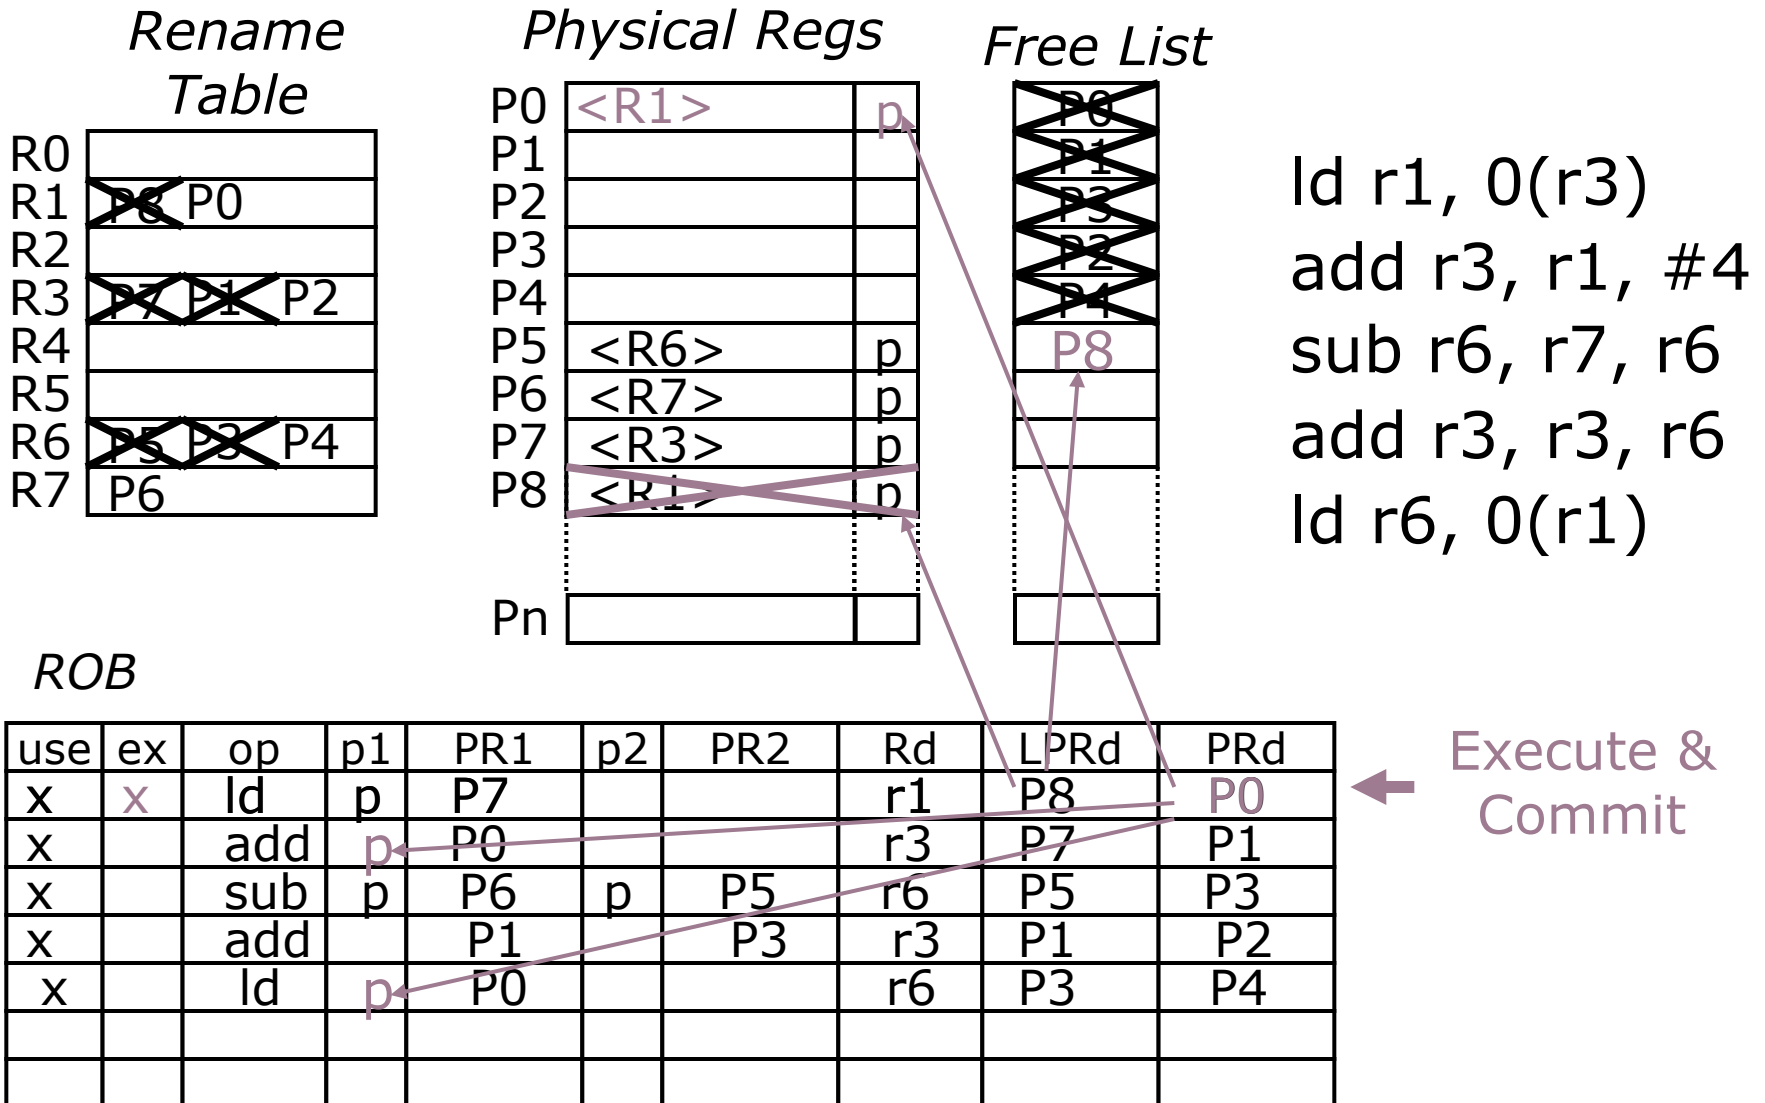 Rename Table
Physical Regs
Free List
R0
R1 P8 P0
R2
R3 P7 P1 P2
R4
R5
R6 P5 P3 P4
R7 P6
P0 <R1> p
P1
P2
P3
P4
P5 <R6> p
P6 <R7> p
P7 <R3> p
P8 <R1> p
Pn
P0
P1
P3
P2
P4
P8
ld r1, 0(r3)
add r3, r1, #4
sub r6, r7, r6
add r3, r3, r6
ld r6, 0(r1)
ROB
use ex op p1 PR1 p2 PR2 Rd LPRd PRd
x x ld p P7 r1 P8 P0
x add p P0 r3 P7 P1
x sub p P6 p P5 r6 P5 P3
x add P1 P3 r3 P1 P2
x ld p P0 r6 P3 P4
Execute &
Commit